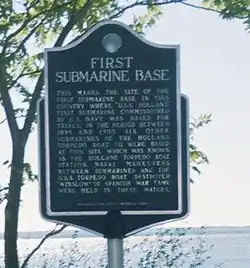 FIRST
SUBMARINE BASE
THIS MARKS THE SITE OF THE
FIRST SUBMARINE BASE IN THIS
COUNTRY WHERE U.S.S. HOLLAND,
FIRST SUBMARINE COMMISSIONED
BY U.S. NAVY, WAS BASED FOR
TRIALS IN THE PERIOD BETWEEN
1899 AND 1905. SIX OTHER
SUBMARINES OF THE HOLLAND
TORPEDO BOAT CO. WERE BASED
AT THIS SITE WHICH WAS KNOWN
AS THE HOLLAND TORPEDO BOAT
STATION. NAVAL MANEUVERS
BETWEEN SUBMARINES AND THE
U.S.S. TORPEDO BOAT DESTROYER
WINSLOW OF SPANISH WAR FAME
WERE HELD IN THESE WATERS.